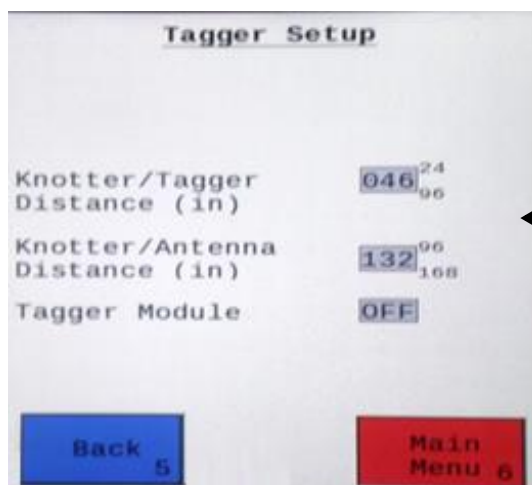 Tagger Setup
Knotter/Tagger 046 24
Distance (in) 96
Knotter/Antenna 132 96
Distance (in) 168
Tagger Module OFF
Back 5
Main
Menu 6